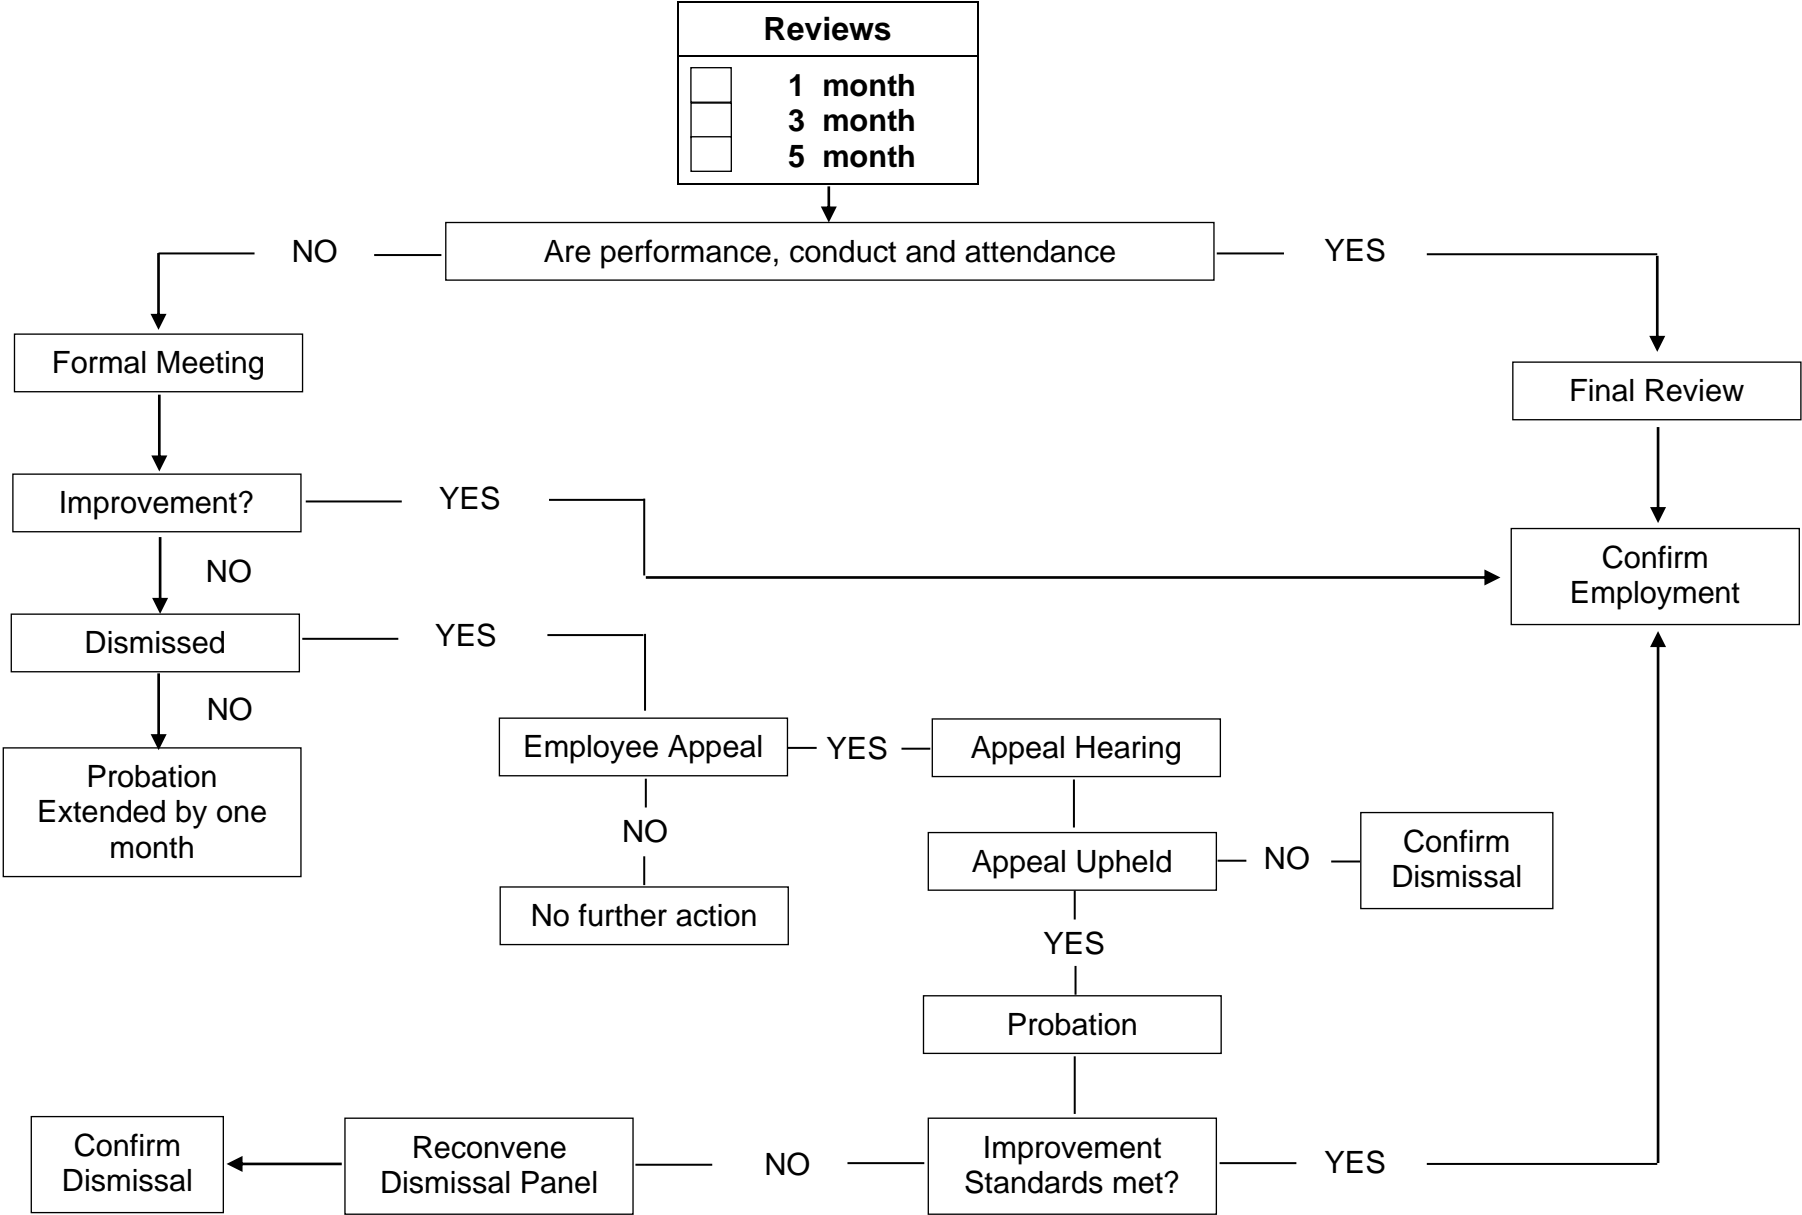 Reviews
1 month
3 month
5 month
NO
Are performance, conduct and attendance
YES
Formal Meeting
Final Review
Improvement?
YES
NO
Confirm
Employment
Dismissed
YES
NO
Probation
Extended by one
month
Employee Appeal
YES
Appeal Hearing
NO
Appeal Upheld
NO
Confirm
Dismissal
No further action
YES
Probation
Confirm
Dismissal
Reconvene
Dismissal Panel
NO
Improvement
Standards met?
YES